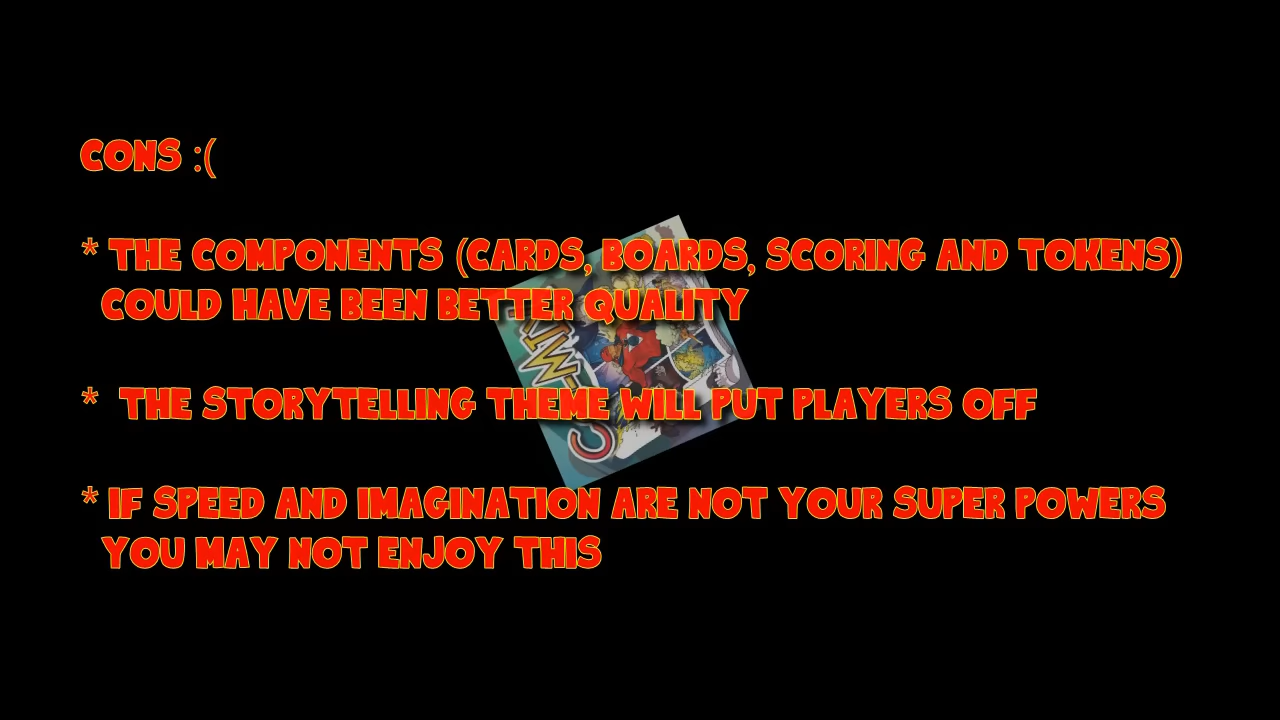 CONS :(
* THE COMPONENTS (CARDS, BOARDS, SCORING AND TOKENS)
COULD HAVE BEEN BETTER QUALITY
* THE STORYTELLING THEME WILL PUT PLAYERS OFF
* IF SPEED AND IMAGINATION ARE NOT YOUR SUPER POWERS
YOU MAY NOT ENJOY THIS